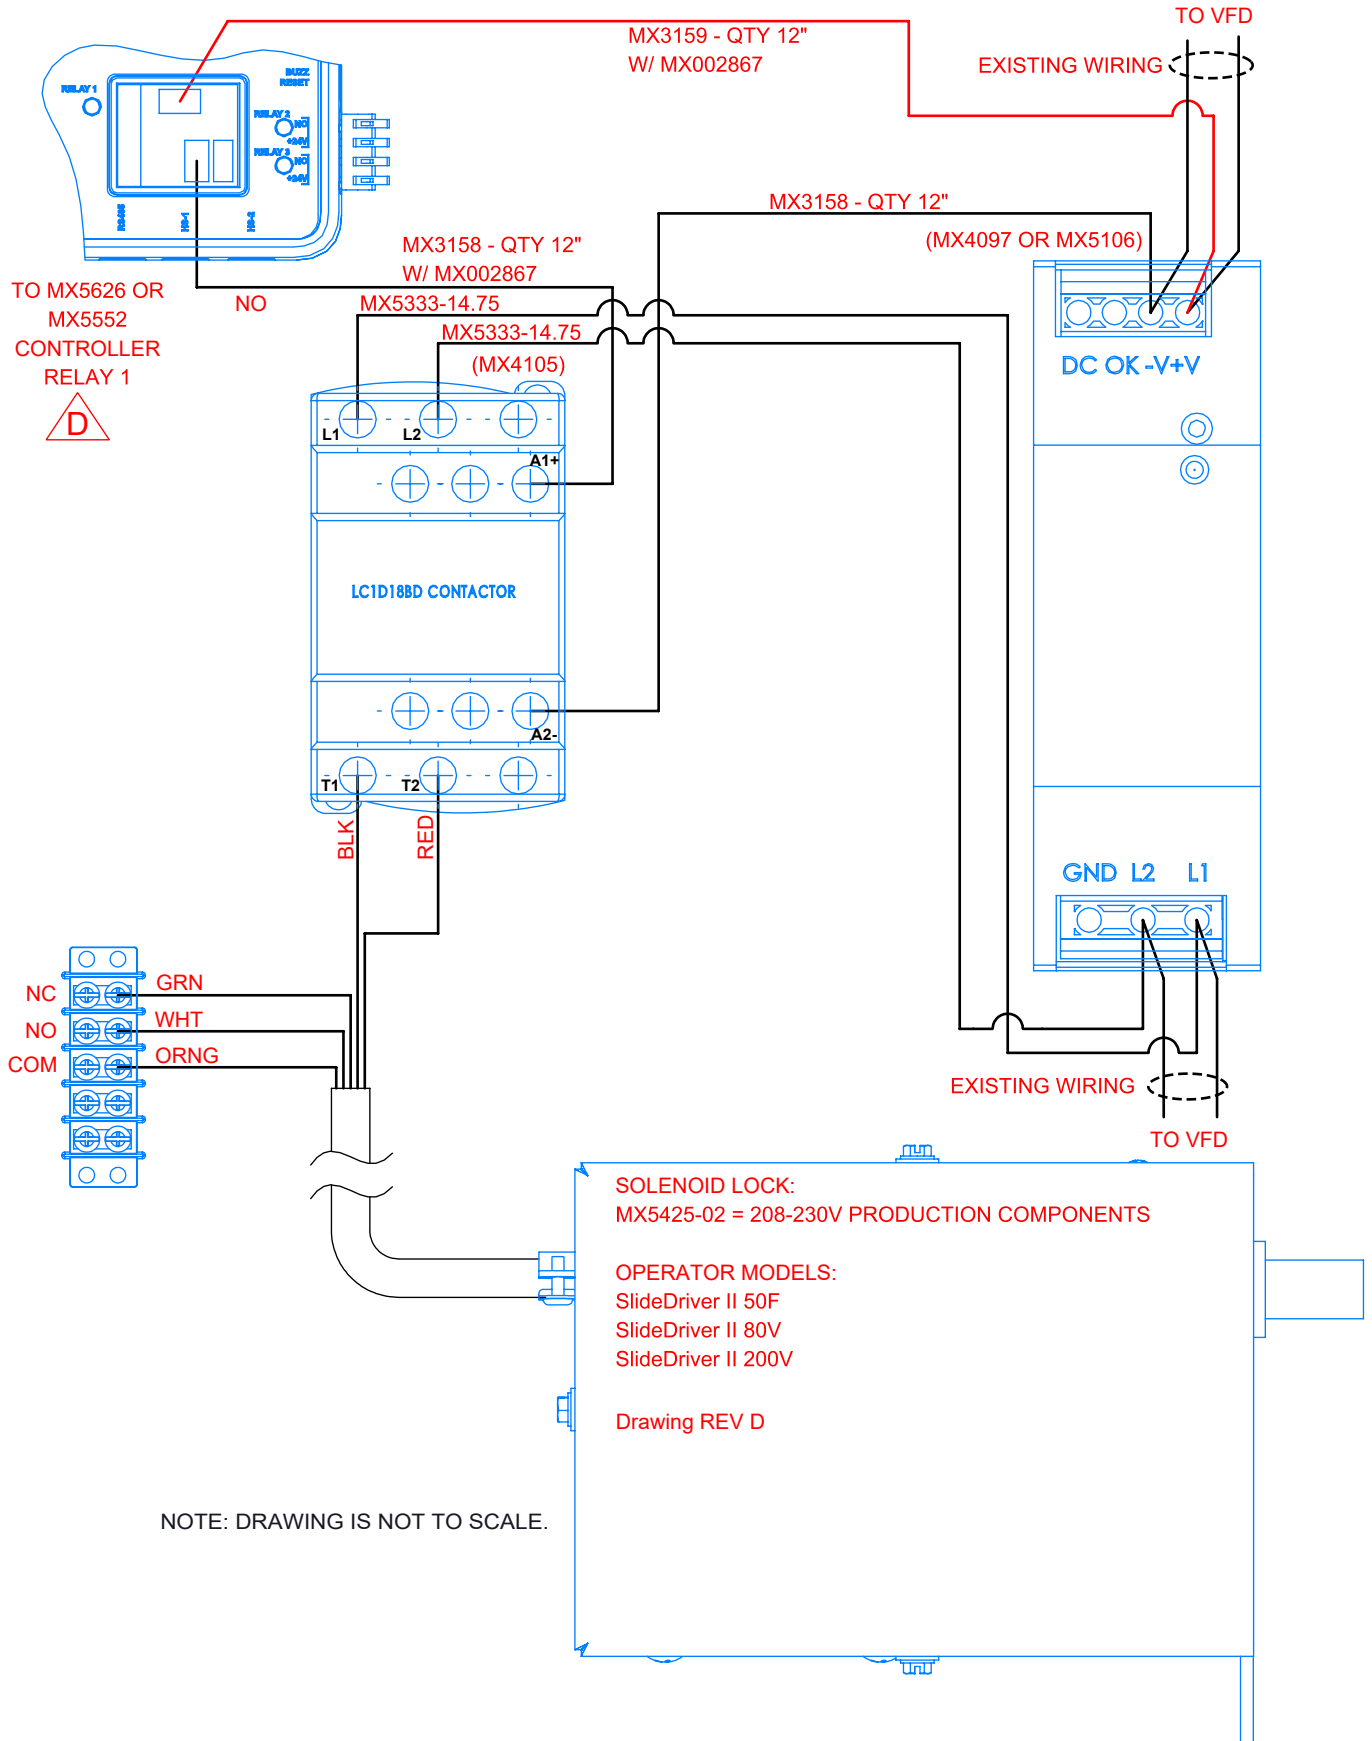 TO VFD
MX3159 - QTY 12"
W/ MX002867
EXISTING WIRING
BUZZ
RESET
RELAY 1
RELAY 2
NO
+24V
RELAY 3
NO
+24V
RS485
HS-1
HS-2
MX3158 - QTY 12"
(MX4097 OR MX5106)
MX3158 - QTY 12"
W/ MX002867
TO MX5626 OR
MX5552
CONTROLLER
RELAY 1
D
NO
MX5333-14.75
MX5333-14.75
(MX4105)
DC OK -V+V
L1
L2
A1+
LC1D18BD CONTACTOR
A2-
T1
T2
BLK
RED
GND L2 L1
NC
GRN
NO
WHT
COM
ORNG
EXISTING WIRING
TO VFD
SOLENOID LOCK:
MX5425-02 = 208-230V PRODUCTION COMPONENTS
OPERATOR MODELS:
SlideDriver II 50F
SlideDriver II 80V
SlideDriver II 200V
Drawing REV D
NOTE: DRAWING IS NOT TO SCALE.